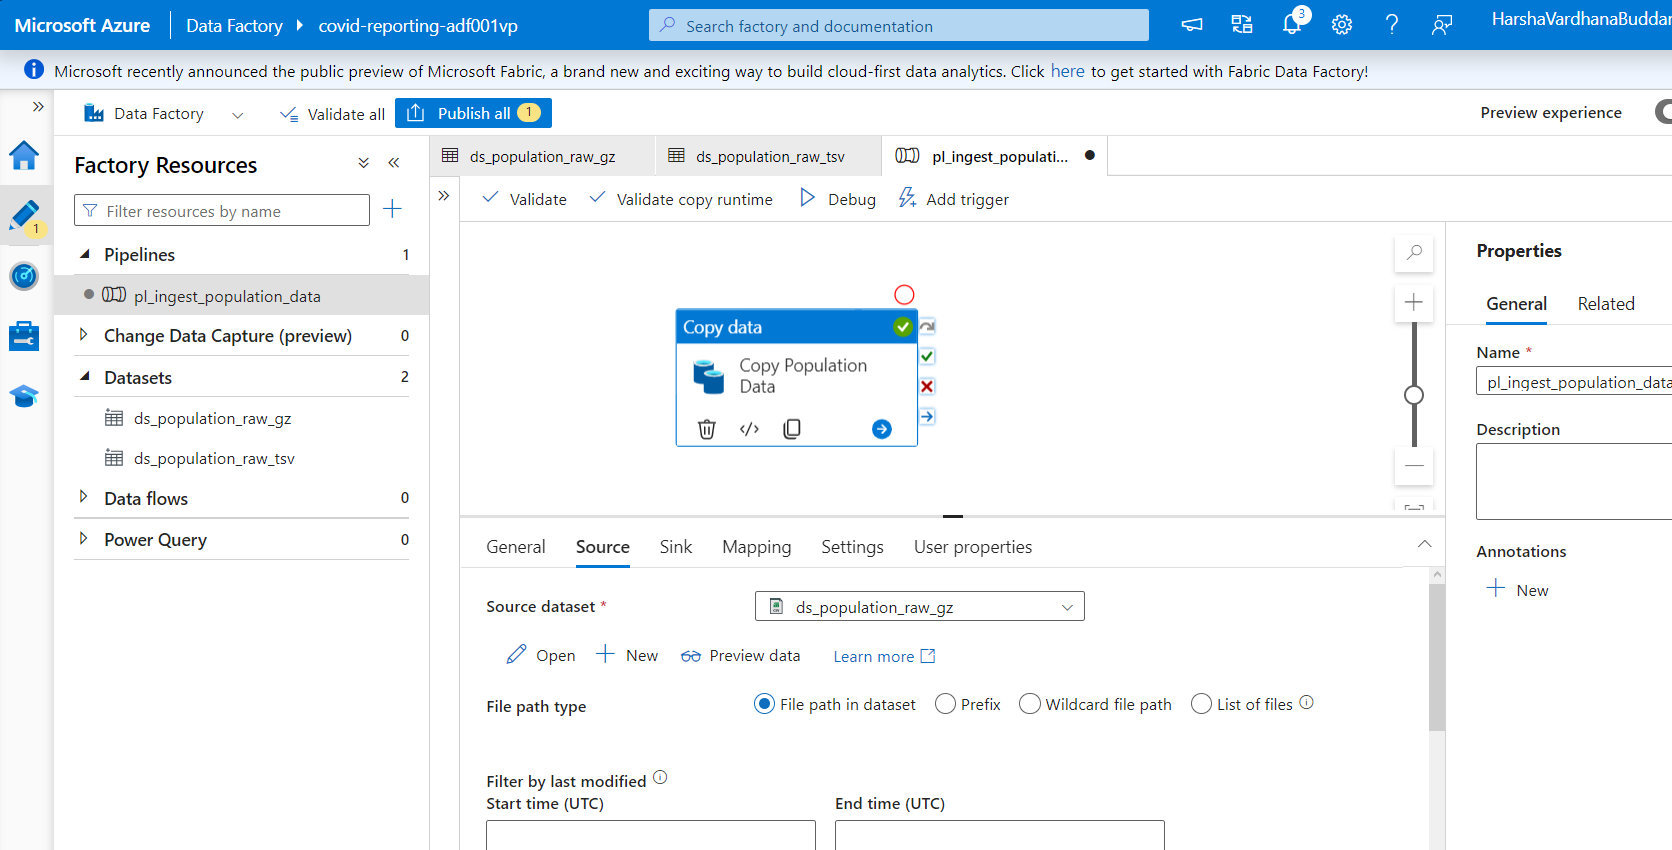 Microsoft Azure
Data Factory
covid-reporting-adf001vp
Search factory and documentation
3
HarshaVardhanaBuddar
Microsoft recently announced the public preview of Microsoft Fabric, a brand new and exciting way to build cloud-first data analytics. Click here to get started with Fabric Data Factory!
Data Factory
Validate all
Publish all 1
Preview experience
1
Factory Resources
Filter resources by name
Pipelines 1
pl_ingest_population_data
Change Data Capture (preview) 0
Datasets 2
ds_population_raw_gz
ds_population_raw_tsv
Data flows 0
Power Query 0
ds_population_raw_gz
ds_population_raw_tsv
pl_ingest_populati...
Validate
Validate copy runtime
Debug
Add trigger
Copy data
Copy Population
Data
General
Source
Sink
Mapping
Settings
User properties
Source dataset *
ds_population_raw_gz
Open
New
Preview data
Learn more
File path type
File path in dataset
Prefix
Wildcard file path
List of files
Filter by last modified
Start time (UTC)
End time (UTC)
Properties
General
Related
Name *
pl_ingest_population_data
Description
Annotations
New